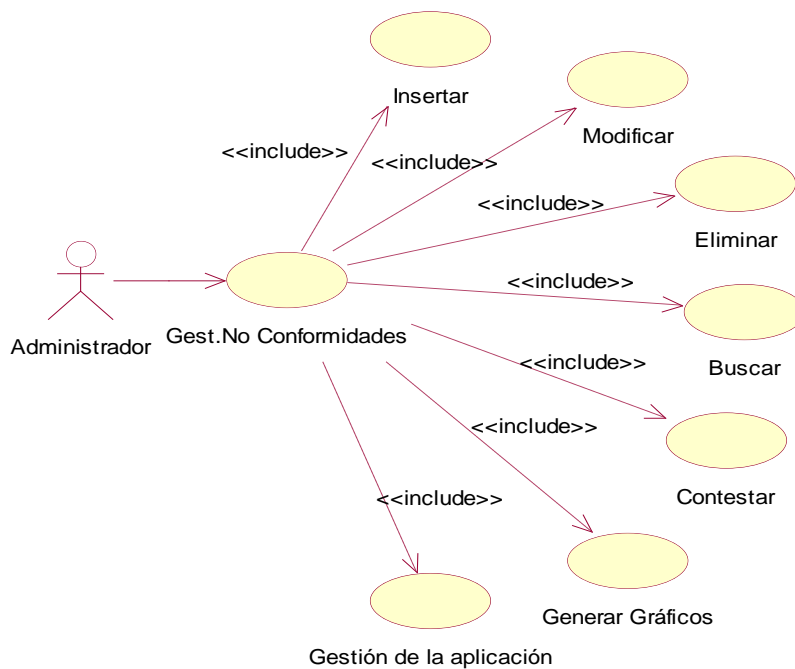 Insertar
Modificar
<<include>>
<<include>>
<<include>>
Eliminar
<<include>>
Administrador
Gest.No Conformidades
Buscar
<<include>>
<<include>>
Contestar
<<include>>
Generar Gráficos
Gestión de la aplicación